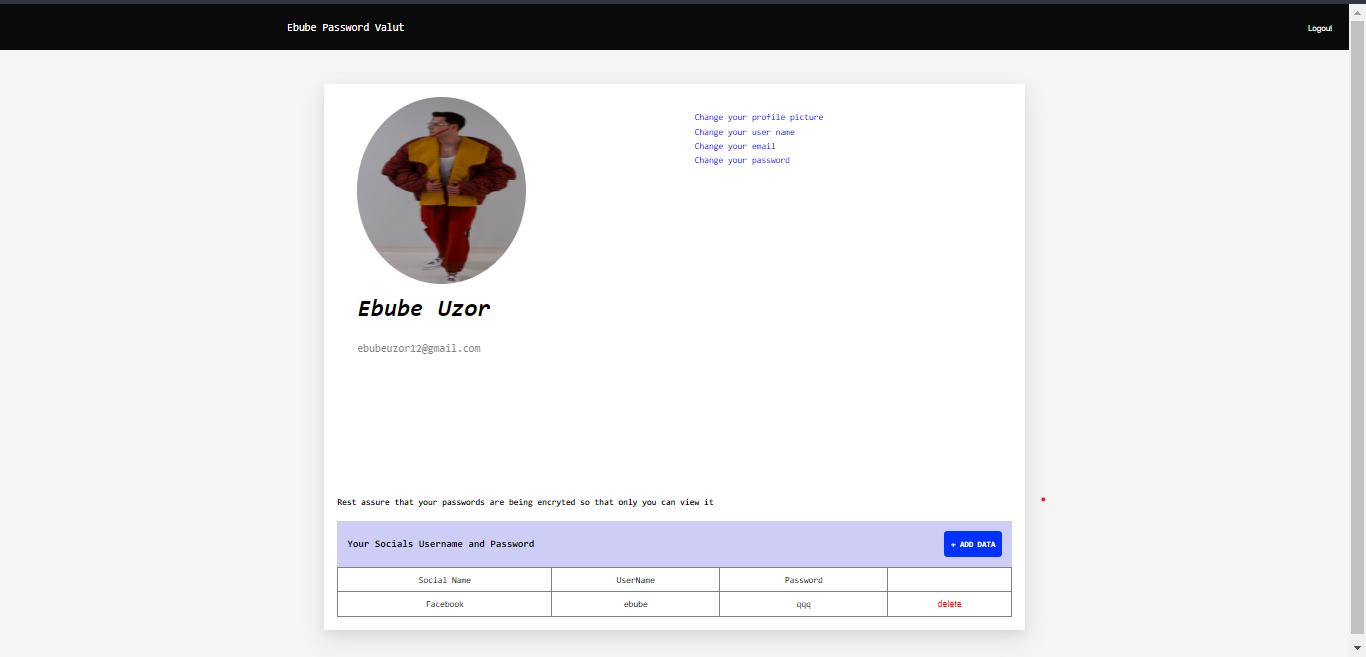 Ebube Password Valut
Logout
Change your profile picture
Change your user name
Change your email
Change your password
Ebube Uzor
ebubeuzor12@gmail.com
Rest assure that your passwords are being encryted so that only you can view it
Your Socials Username and Password
+ ADD DATA
Social Name UserName Password
Facebook ebube qqq delete